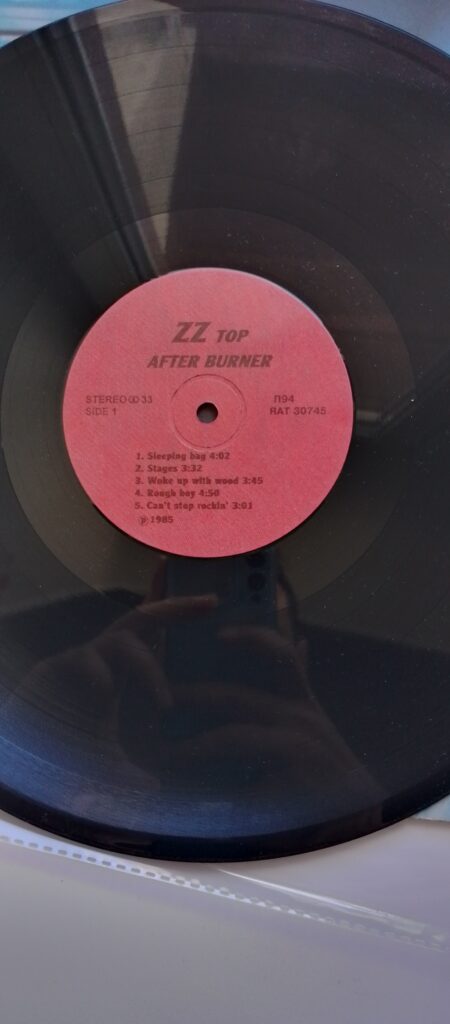 ZZ TOP
AFTER BURNER
STEREO 33
SIDE 1
П94
RAT 30745
1. Sleeping bag 4:02
2. Stages 3:32
3. Woke up with wood 3:45
4. Rough boy 4:50
5. Can't stop rockin' 3:01
℗ 1985